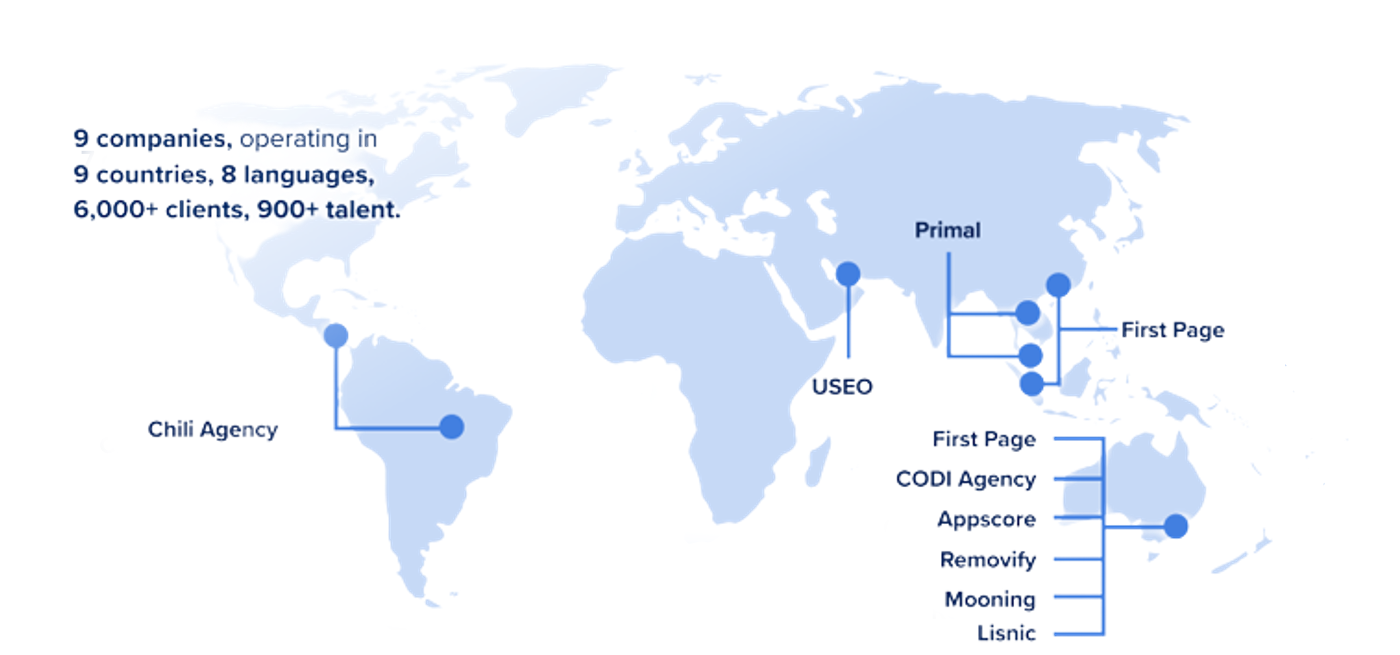 9 companies, operating in
9 countries, 8 languages,
6,000+ clients, 900+ talent.
Primal
First Page
USEO
Chili Agency
First Page
CODI Agency
Appscore
Removify
Mooning
Lisnic